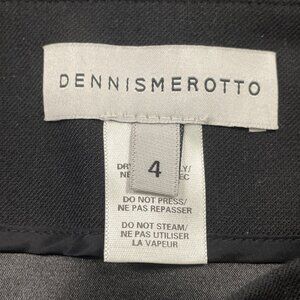 DENNISMEROTTO
4
DO NOT PRESS/
NE PAS REPASSER
DO NOT STEAM/
NE PAS UTILISER
LA VAPEUR